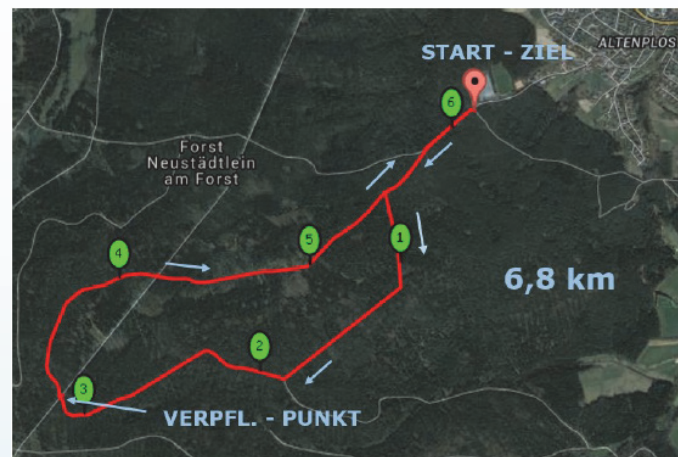 ALTENPLOS
START - ZIEL
6
Forst
Neustädtlein
am Forst
1
5
4
6,8 km
2
3
VERPFL. - PUNKT